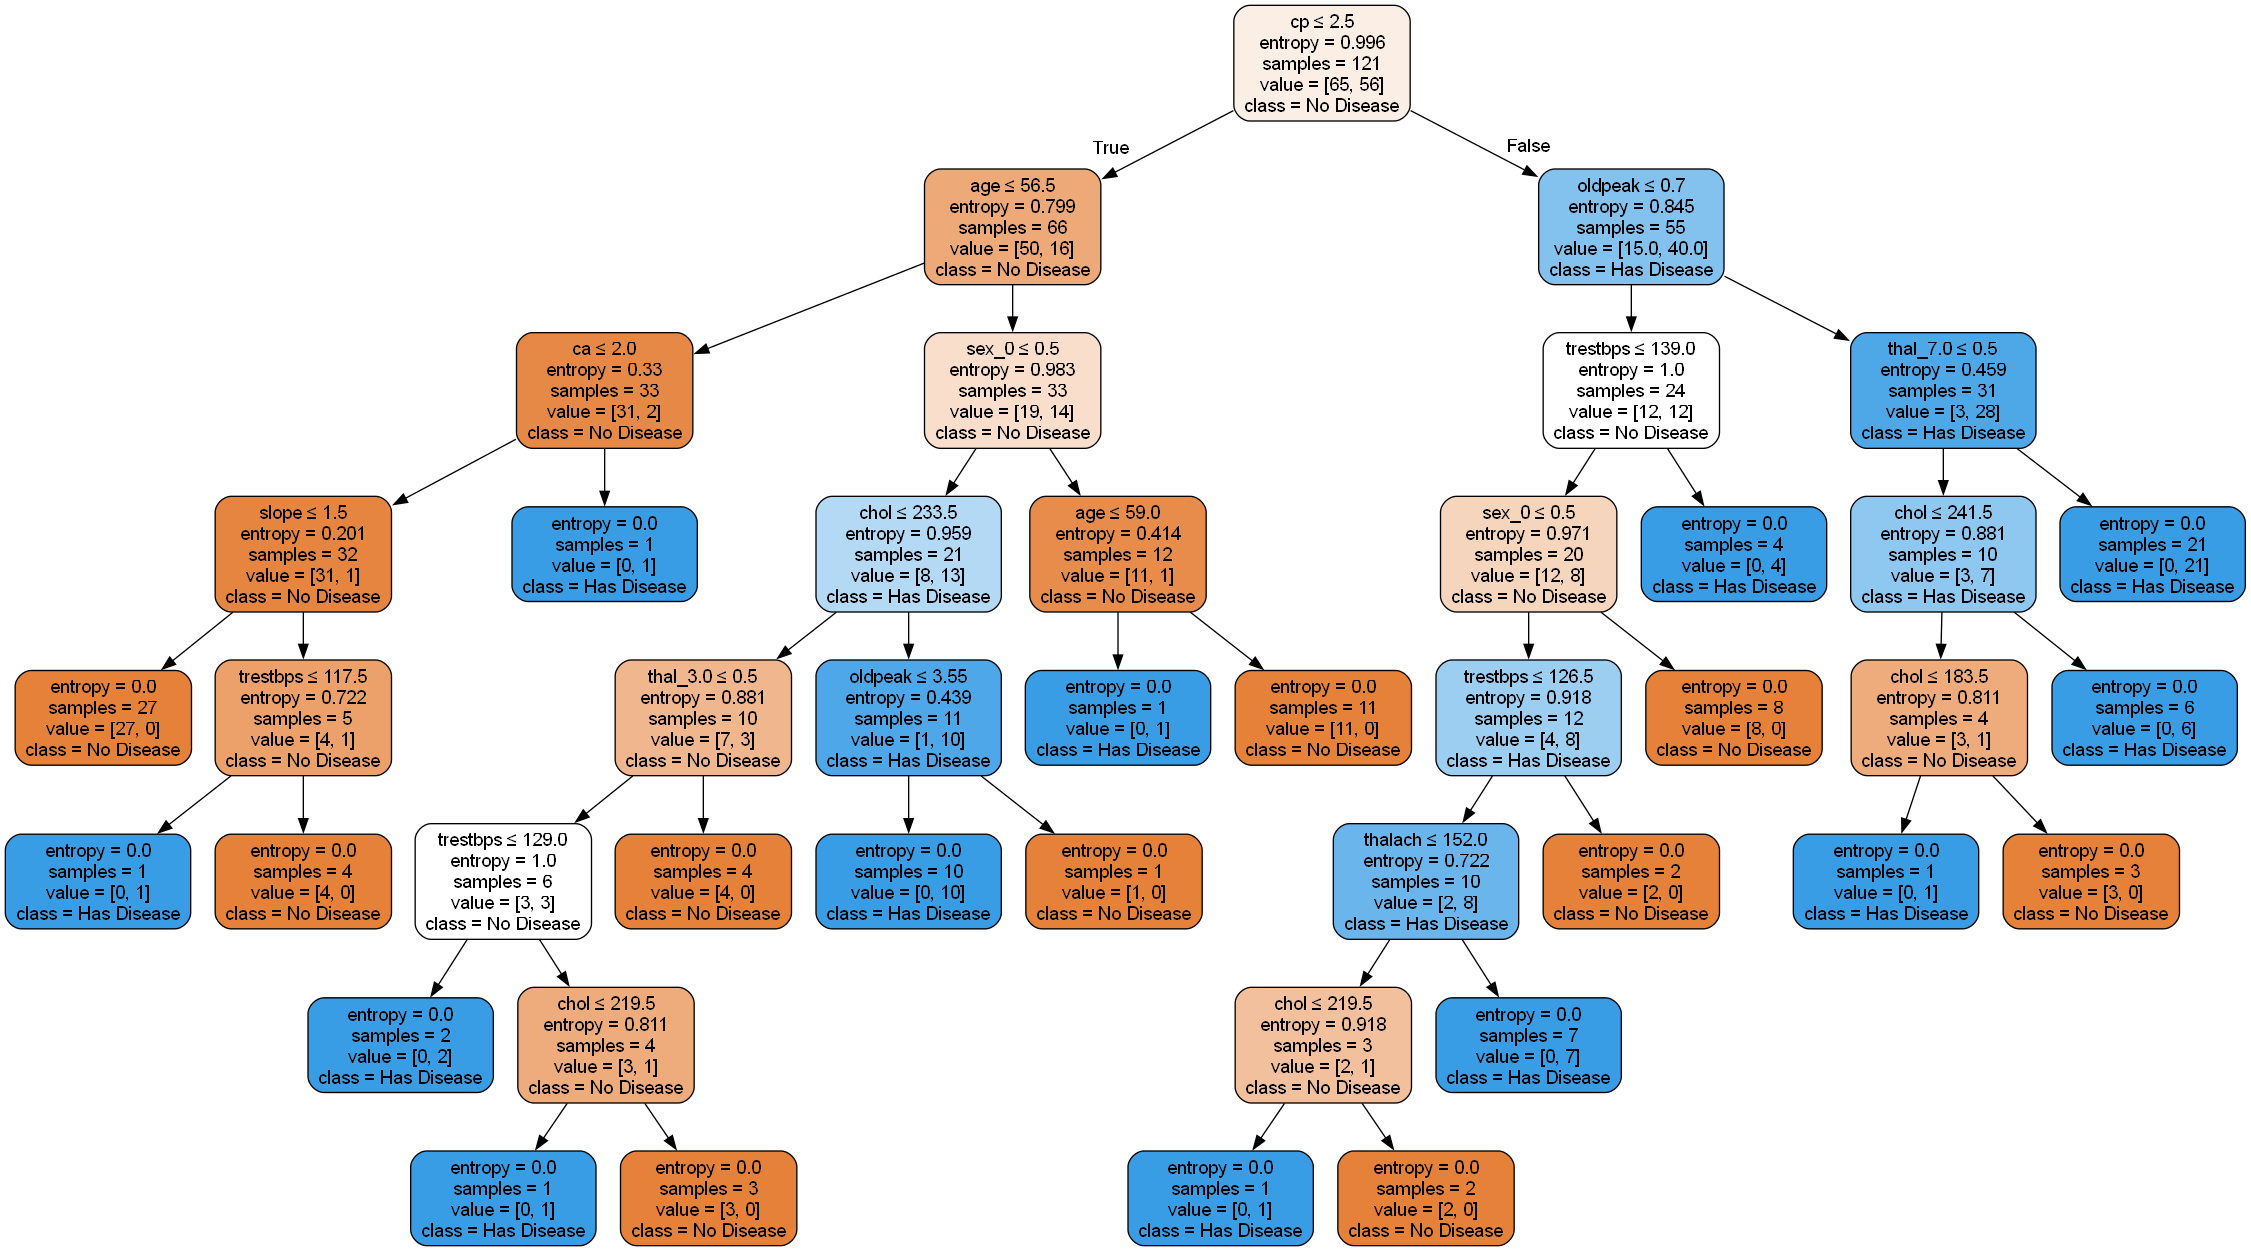 cp ≤ 2.5
entropy = 0.996
samples = 121
value = [65, 56]
class = No Disease
True
False
age ≤ 56.5
entropy = 0.799
samples = 66
value = [50, 16]
class = No Disease
oldpeak ≤ 0.7
entropy = 0.845
samples = 55
value = [15.0, 40.0]
class = Has Disease
ca ≤ 2.0
entropy = 0.33
samples = 33
value = [31, 2]
class = No Disease
sex_0 ≤ 0.5
entropy = 0.983
samples = 33
value = [19, 14]
class = No Disease
trestbps ≤ 139.0
entropy = 1.0
samples = 24
value = [12, 12]
class = No Disease
thal_7.0 ≤ 0.5
entropy = 0.459
samples = 31
value = [3, 28]
class = Has Disease
slope ≤ 1.5
entropy = 0.201
samples = 32
value = [31, 1]
class = No Disease
entropy = 0.0
samples = 1
value = [0, 1]
class = Has Disease
chol ≤ 233.5
entropy = 0.959
samples = 21
value = [8, 13]
class = Has Disease
age ≤ 59.0
entropy = 0.414
samples = 12
value = [11, 1]
class = No Disease
sex_0 ≤ 0.5
entropy = 0.971
samples = 20
value = [12, 8]
class = No Disease
entropy = 0.0
samples = 4
value = [0, 4]
class = Has Disease
chol ≤ 241.5
entropy = 0.881
samples = 10
value = [3, 7]
class = Has Disease
entropy = 0.0
samples = 21
value = [0, 21]
class = Has Disease
entropy = 0.0
samples = 27
value = [27, 0]
class = No Disease
trestbps ≤ 117.5
entropy = 0.722
samples = 5
value = [4, 1]
class = No Disease
thal_3.0 ≤ 0.5
entropy = 0.881
samples = 10
value = [7, 3]
class = No Disease
oldpeak ≤ 3.55
entropy = 0.439
samples = 11
value = [1, 10]
class = Has Disease
entropy = 0.0
samples = 1
value = [0, 1]
class = Has Disease
entropy = 0.0
samples = 11
value = [11, 0]
class = No Disease
trestbps ≤ 126.5
entropy = 0.918
samples = 12
value = [4, 8]
class = Has Disease
entropy = 0.0
samples = 8
value = [8, 0]
class = No Disease
chol ≤ 183.5
entropy = 0.811
samples = 4
value = [3, 1]
class = No Disease
entropy = 0.0
samples = 6
value = [0, 6]
class = Has Disease
entropy = 0.0
samples = 1
value = [0, 1]
class = Has Disease
entropy = 0.0
samples = 4
value = [4, 0]
class = No Disease
trestbps ≤ 129.0
entropy = 1.0
samples = 6
value = [3, 3]
class = No Disease
entropy = 0.0
samples = 4
value = [4, 0]
class = No Disease
entropy = 0.0
samples = 10
value = [0, 10]
class = Has Disease
entropy = 0.0
samples = 1
value = [1, 0]
class = No Disease
thalach ≤ 152.0
entropy = 0.722
samples = 10
value = [2, 8]
class = Has Disease
entropy = 0.0
samples = 2
value = [2, 0]
class = No Disease
entropy = 0.0
samples = 1
value = [0, 1]
class = Has Disease
entropy = 0.0
samples = 3
value = [3, 0]
class = No Disease
entropy = 0.0
samples = 2
value = [0, 2]
class = Has Disease
chol ≤ 219.5
entropy = 0.811
samples = 4
value = [3, 1]
class = No Disease
chol ≤ 219.5
entropy = 0.918
samples = 3
value = [2, 1]
class = No Disease
entropy = 0.0
samples = 7
value = [0, 7]
class = Has Disease
entropy = 0.0
samples = 1
value = [0, 1]
class = Has Disease
entropy = 0.0
samples = 3
value = [3, 0]
class = No Disease
entropy = 0.0
samples = 1
value = [0, 1]
class = Has Disease
entropy = 0.0
samples = 2
value = [2, 0]
class = No Disease